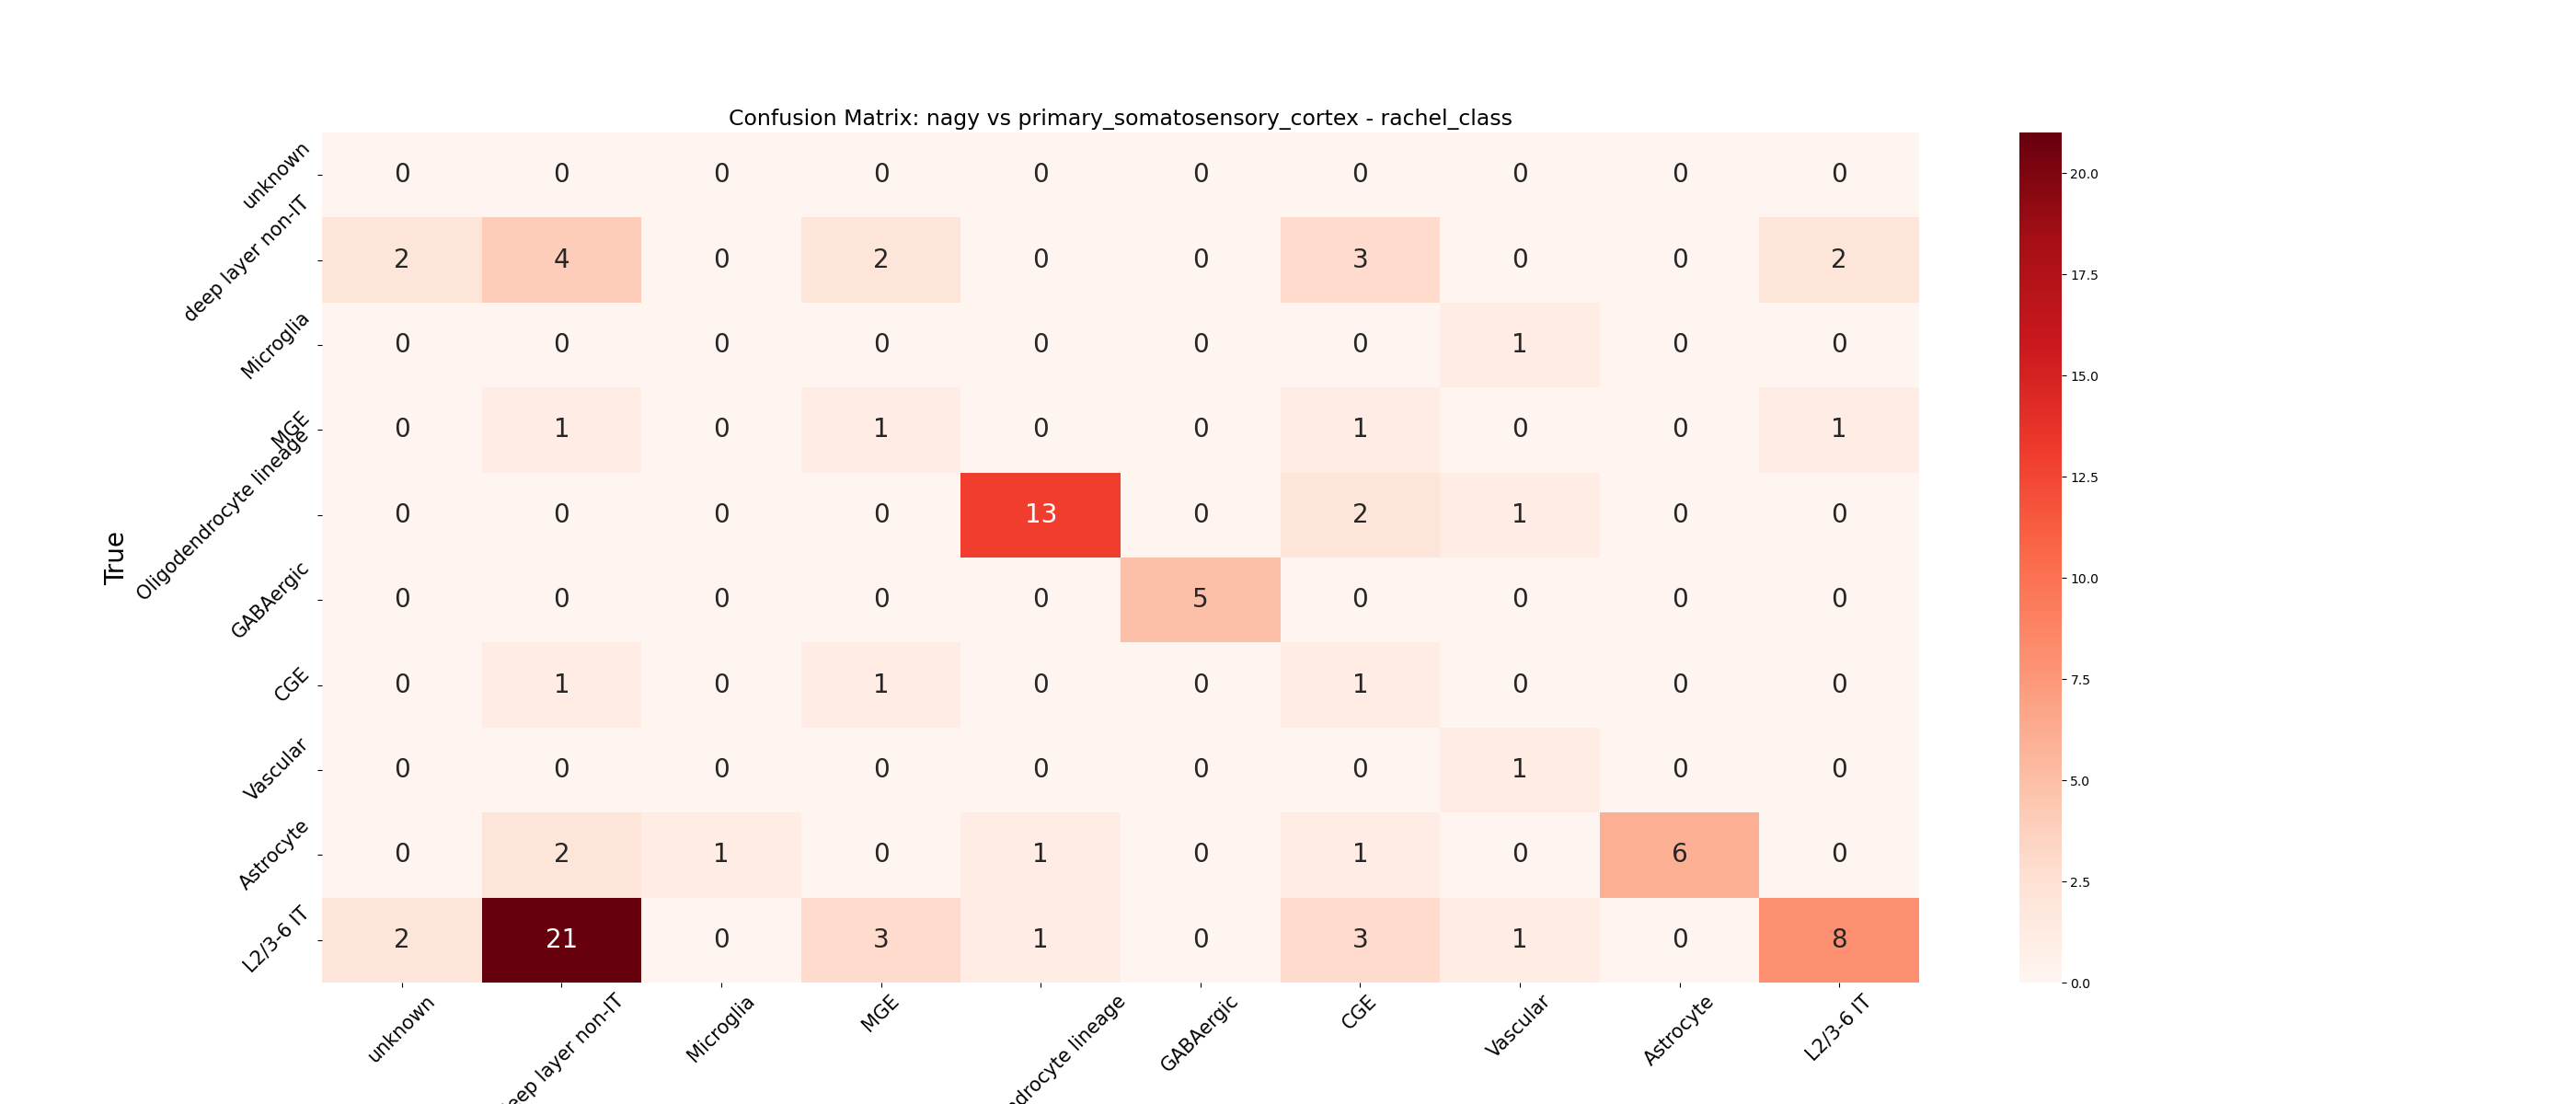 Confusion Matrix: nagy vs primary_somatosensory_cortex - rachel_class
True
unknown 0 0 0 0 0 0 0 0 0 0
deep layer non-IT 2 4 0 2 0 0 3 0 0 2
Microglia 0 0 0 0 0 0 0 1 0 0
MGE 0 1 0 1 0 0 1 0 0 1
Oligodendrocyte lineage 0 0 0 0 13 0 2 1 0 0
GABAergic 0 0 0 0 0 5 0 0 0 0
CGE 0 1 0 1 0 0 1 0 0 0
Vascular 0 0 0 0 0 0 0 1 0 0
Astrocyte 0 2 1 0 1 0 1 0 6 0
L2/3-6 IT 2 21 0 3 1 0 3 1 0 8
unknown
eep layer non-IT
Microglia
MGE
ndrocyte lineage
GABAergic
CGE
Vascular
Astrocyte
L2/3-6 IT
20.0
17.5
15.0
12.5
10.0
7.5
5.0
2.5
0.0